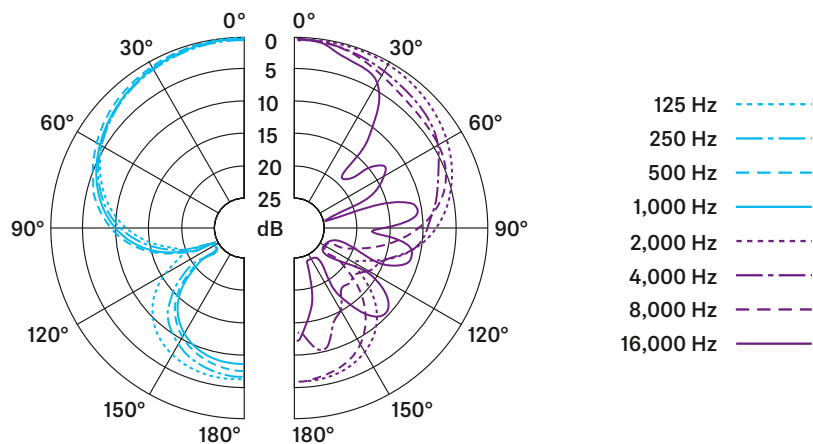 0° 0°
30° 0 30°
5
10
60° 15 60°
20
25
90° dB 90°
120° 120°
150° 150°
180° 180°
125 Hz
250 Hz
500 Hz
1,000 Hz
2,000 Hz
4,000 Hz
8,000 Hz
16,000 Hz